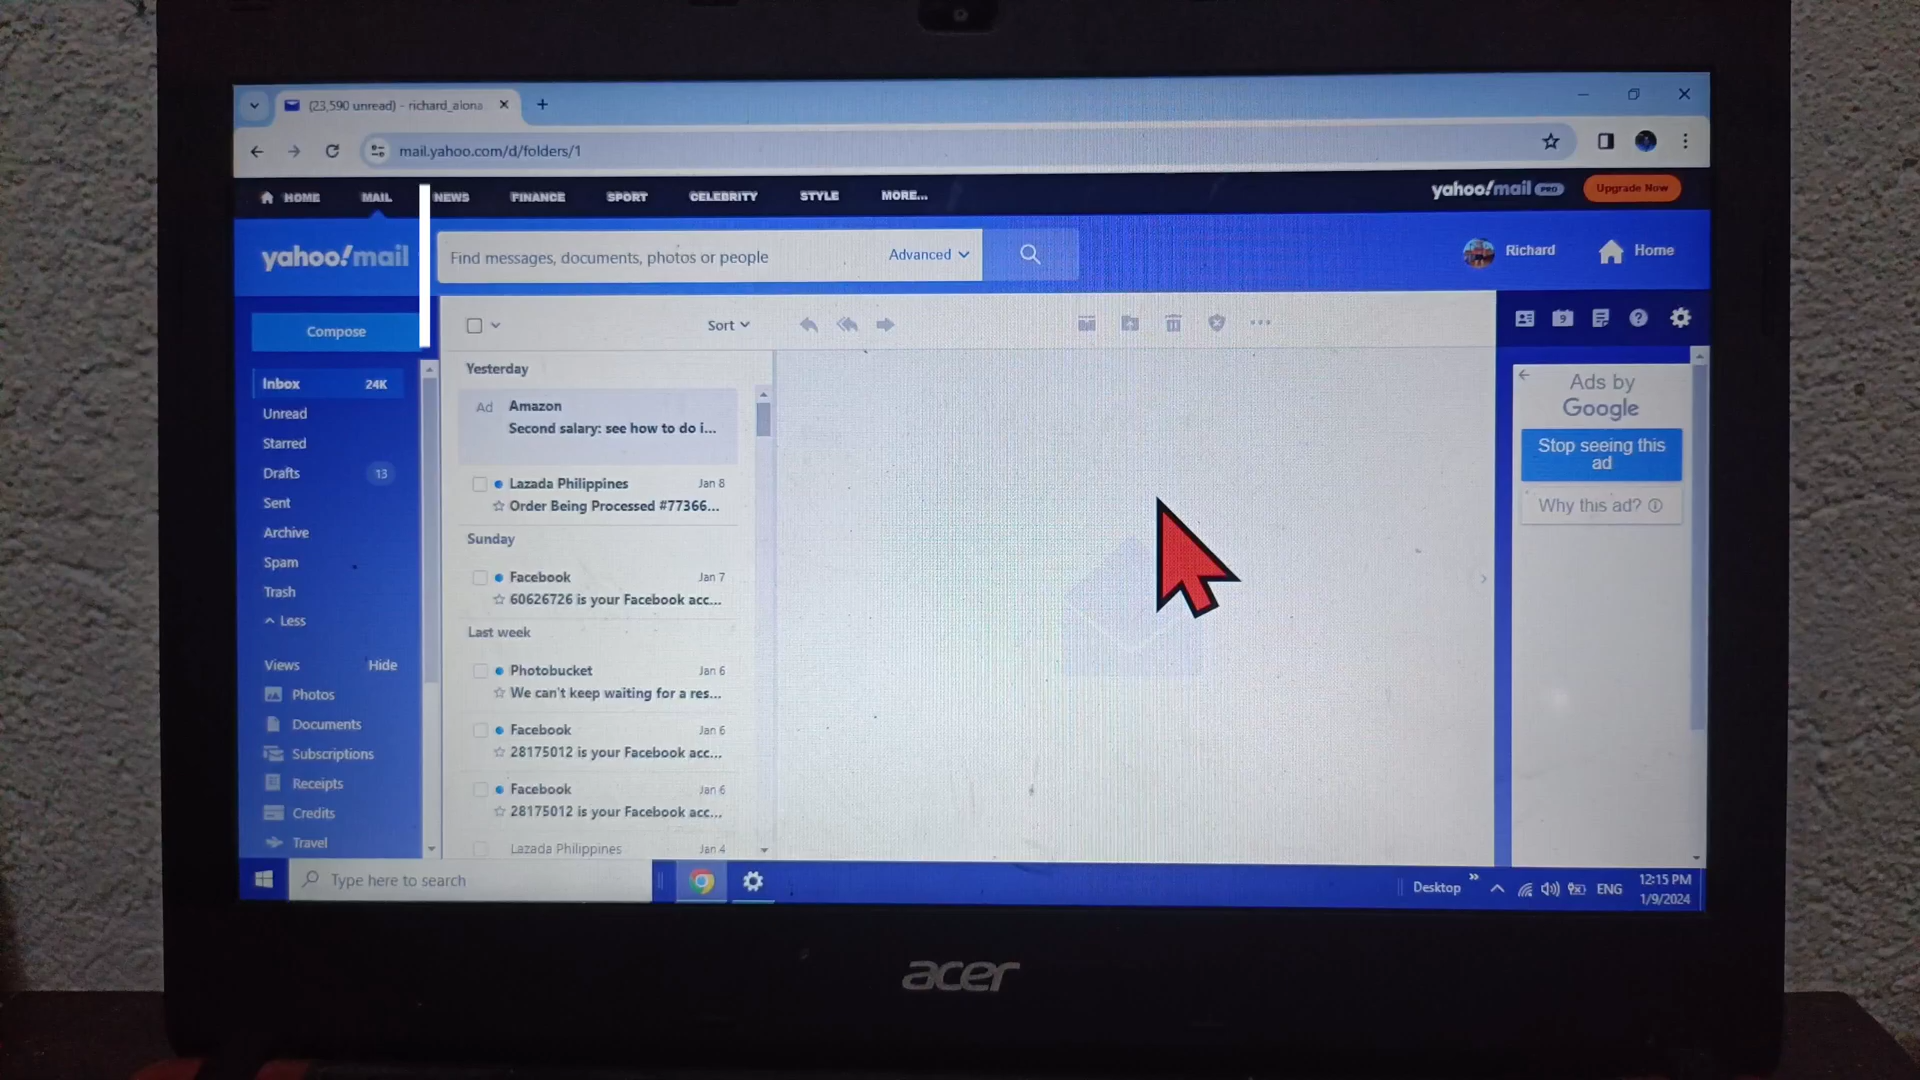 (23,590 unread) - richard_alona
mail.yahoo.com/d/folders/1
HOME MAIL NEWS FINANCE SPORT CELEBRITY STYLE MORE...
yahoo!mail PRO Upgrade Now
yahoo!mail
Find messages, documents, photos or people Advanced
Richard Home
Compose
Sort
9
Inbox 24K
Unread
Starred
Drafts 13
Sent
Archive
Spam
Trash
Less
Views Hide
Photos
Documents
Subscriptions
Receipts
Credits
Travel
Yesterday
Ad Amazon
Second salary: see how to do i...
Lazada Philippines Jan 8
Order Being Processed #77366...
Sunday
Facebook Jan 7
60626726 is your Facebook acc...
Last week
Photobucket Jan 6
We can't keep waiting for a res...
Facebook Jan 6
28175012 is your Facebook acc...
Facebook Jan 6
28175012 is your Facebook acc...
Lazada Philippines Jan 4
Ads by
Google
Stop seeing this
ad
Why this ad?
Type here to search
Desktop
ENG
12:15 PM
1/9/2024
acer